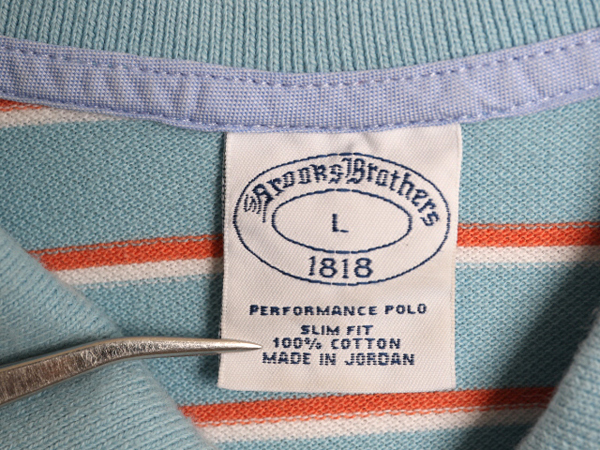 Brooks Brothers
L
1818
PERFORMANCE POLO
SLIM FIT
100% COTTON
MADE IN JORDAN